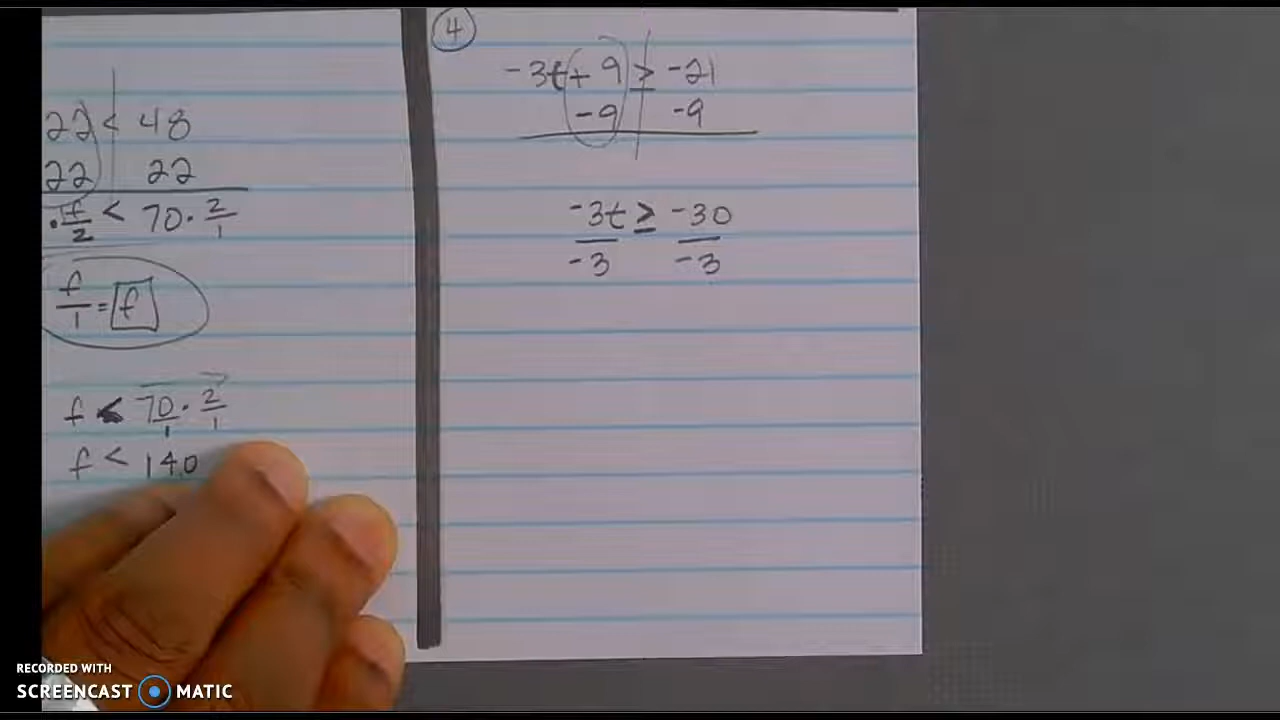 22 < 48
22 22
· f/2 < 70 · 2/1
f/1 = f
f < 70/1 · 2/1
f < 140
4
-3t + 9 ≥ -21
-9 -9
-3t ≥ -30
-3 -3
RECORDED WITH
SCREENCAST MATIC